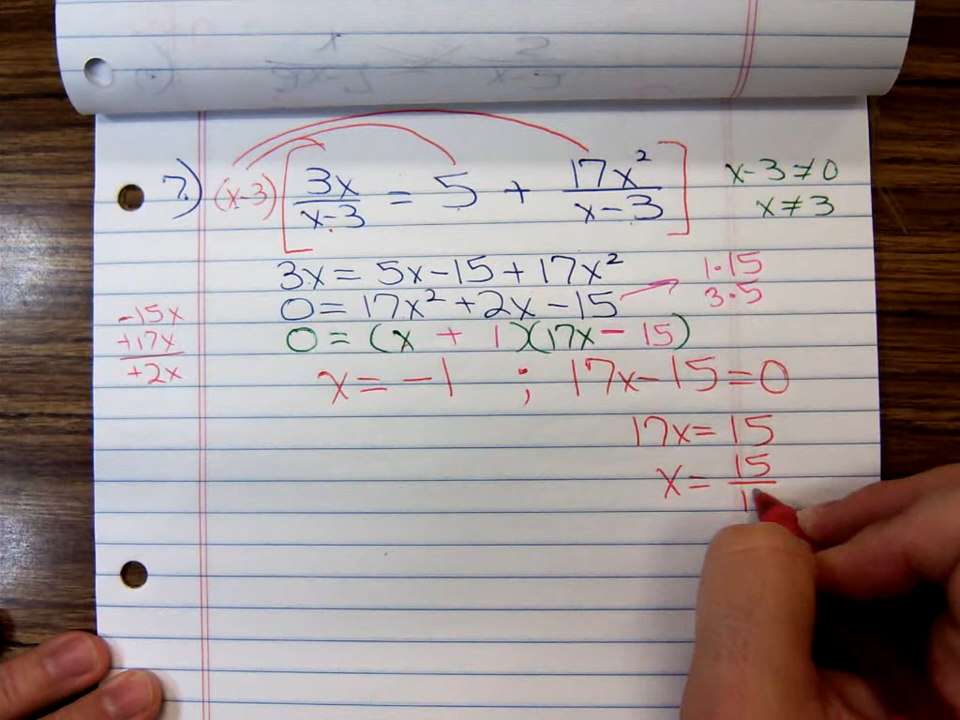 7.) (x-3) [ 3x/(x-3) = 5 + 17x²/(x-3) ] x-3≠0
x≠3
3x = 5x-15+17x² 1·15
0 = 17x²+2x-15 3·5
-15x
+17x 0 = (x + 1)(17x - 15)
+2x x = -1 ; 17x-15=0
17x = 15
x = 15/1